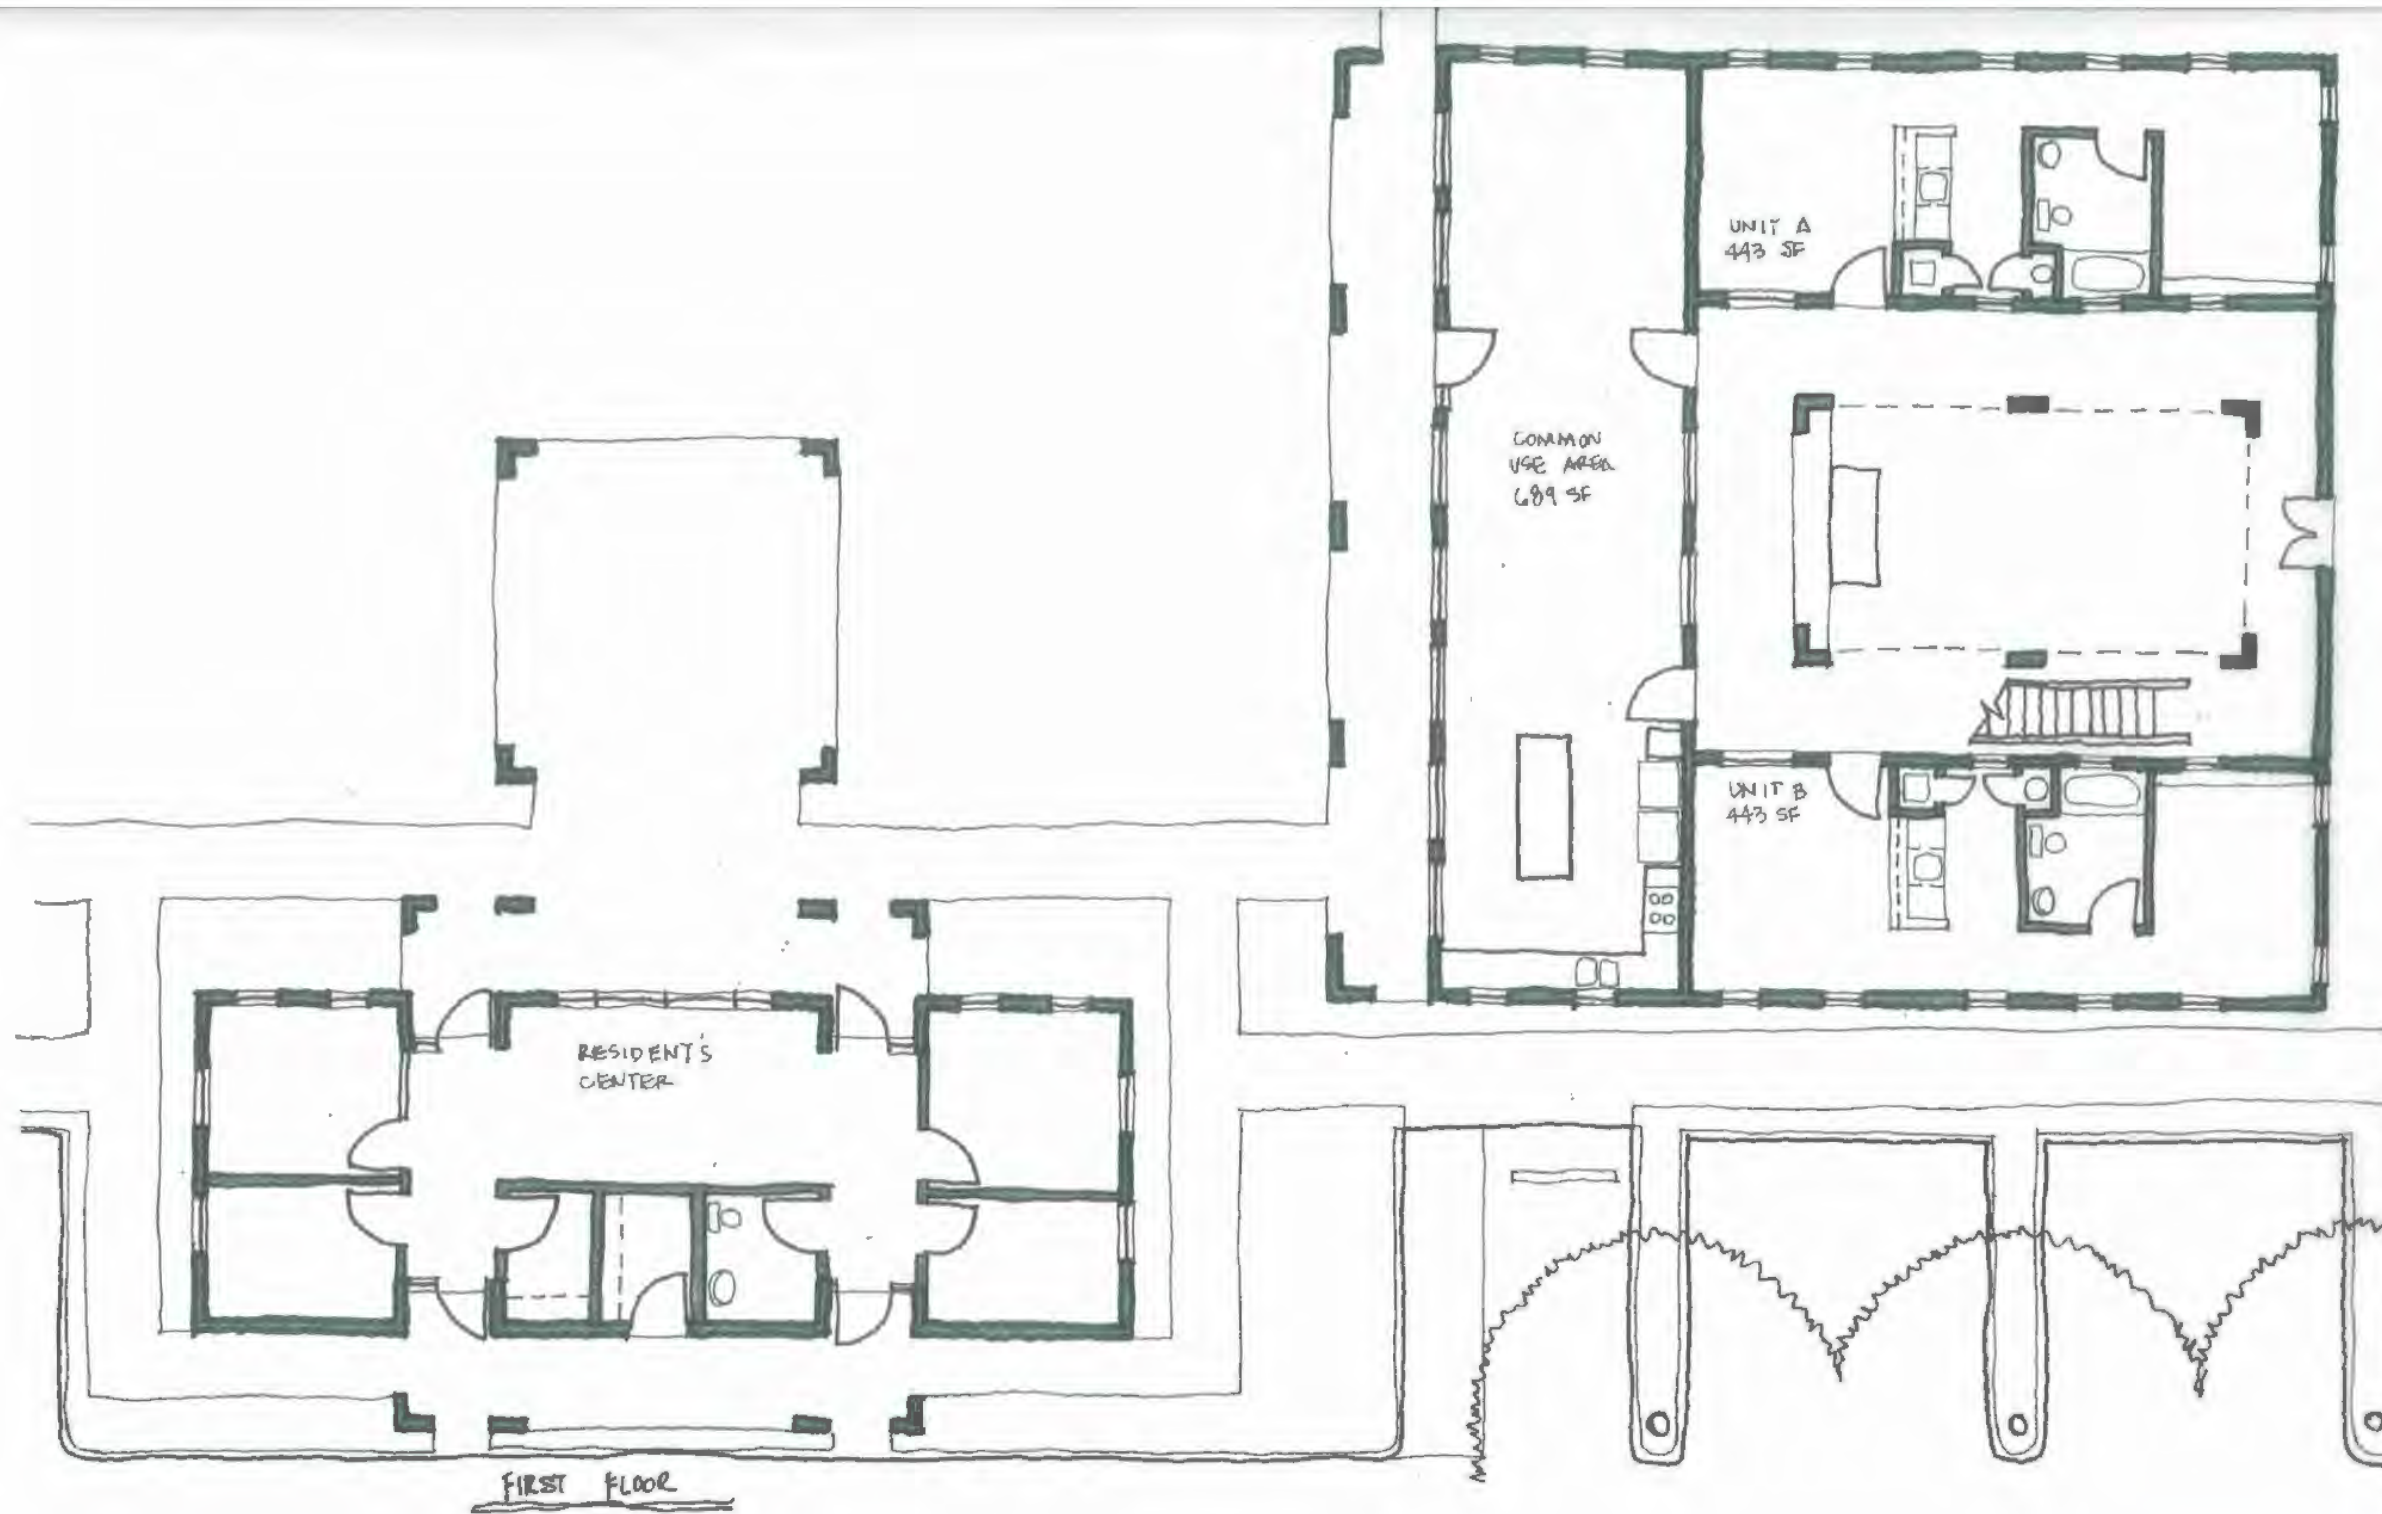 UNIT A
443 SF
COMMON
USE AREA
689 SF
UNIT B
443 SF
RESIDENT'S
CENTER
FIRST FLOOR